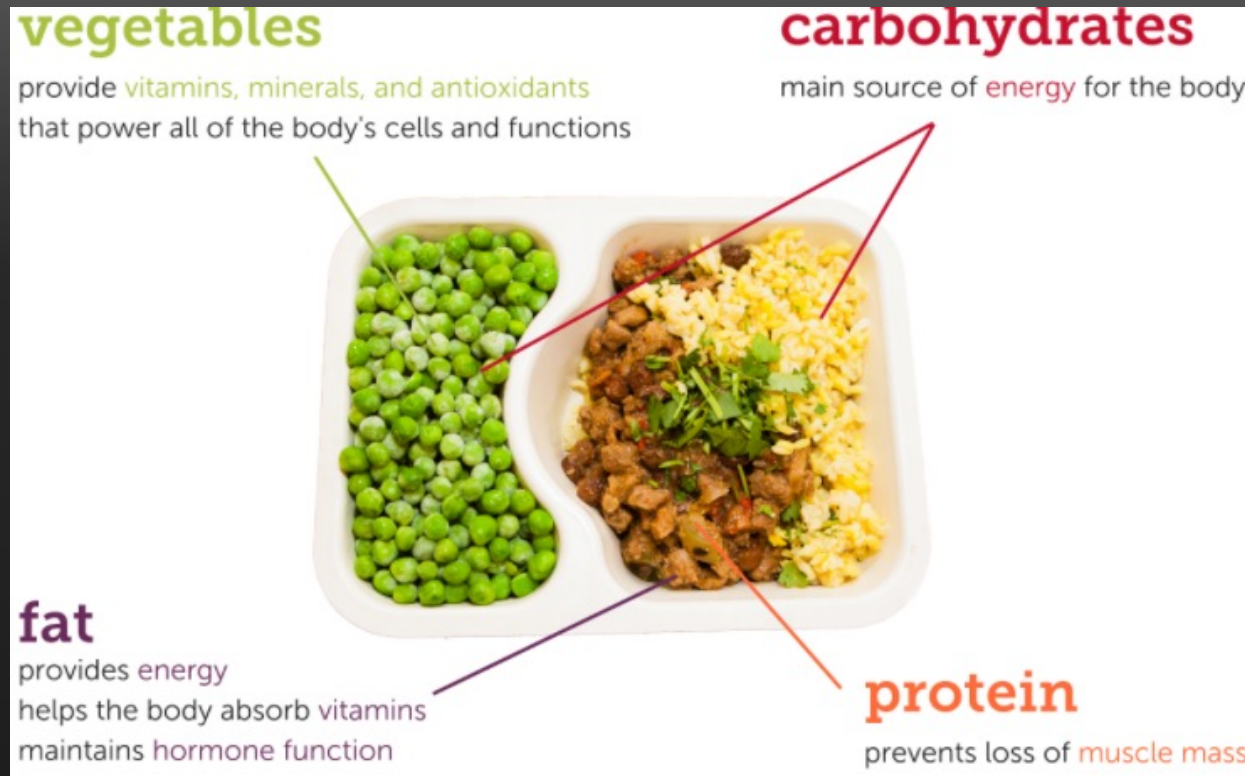 vegetables
provide vitamins, minerals, and antioxidants
that power all of the body's cells and functions
carbohydrates
main source of energy for the body
fat
provides energy
helps the body absorb vitamins
maintains hormone function
protein
prevents loss of muscle mass